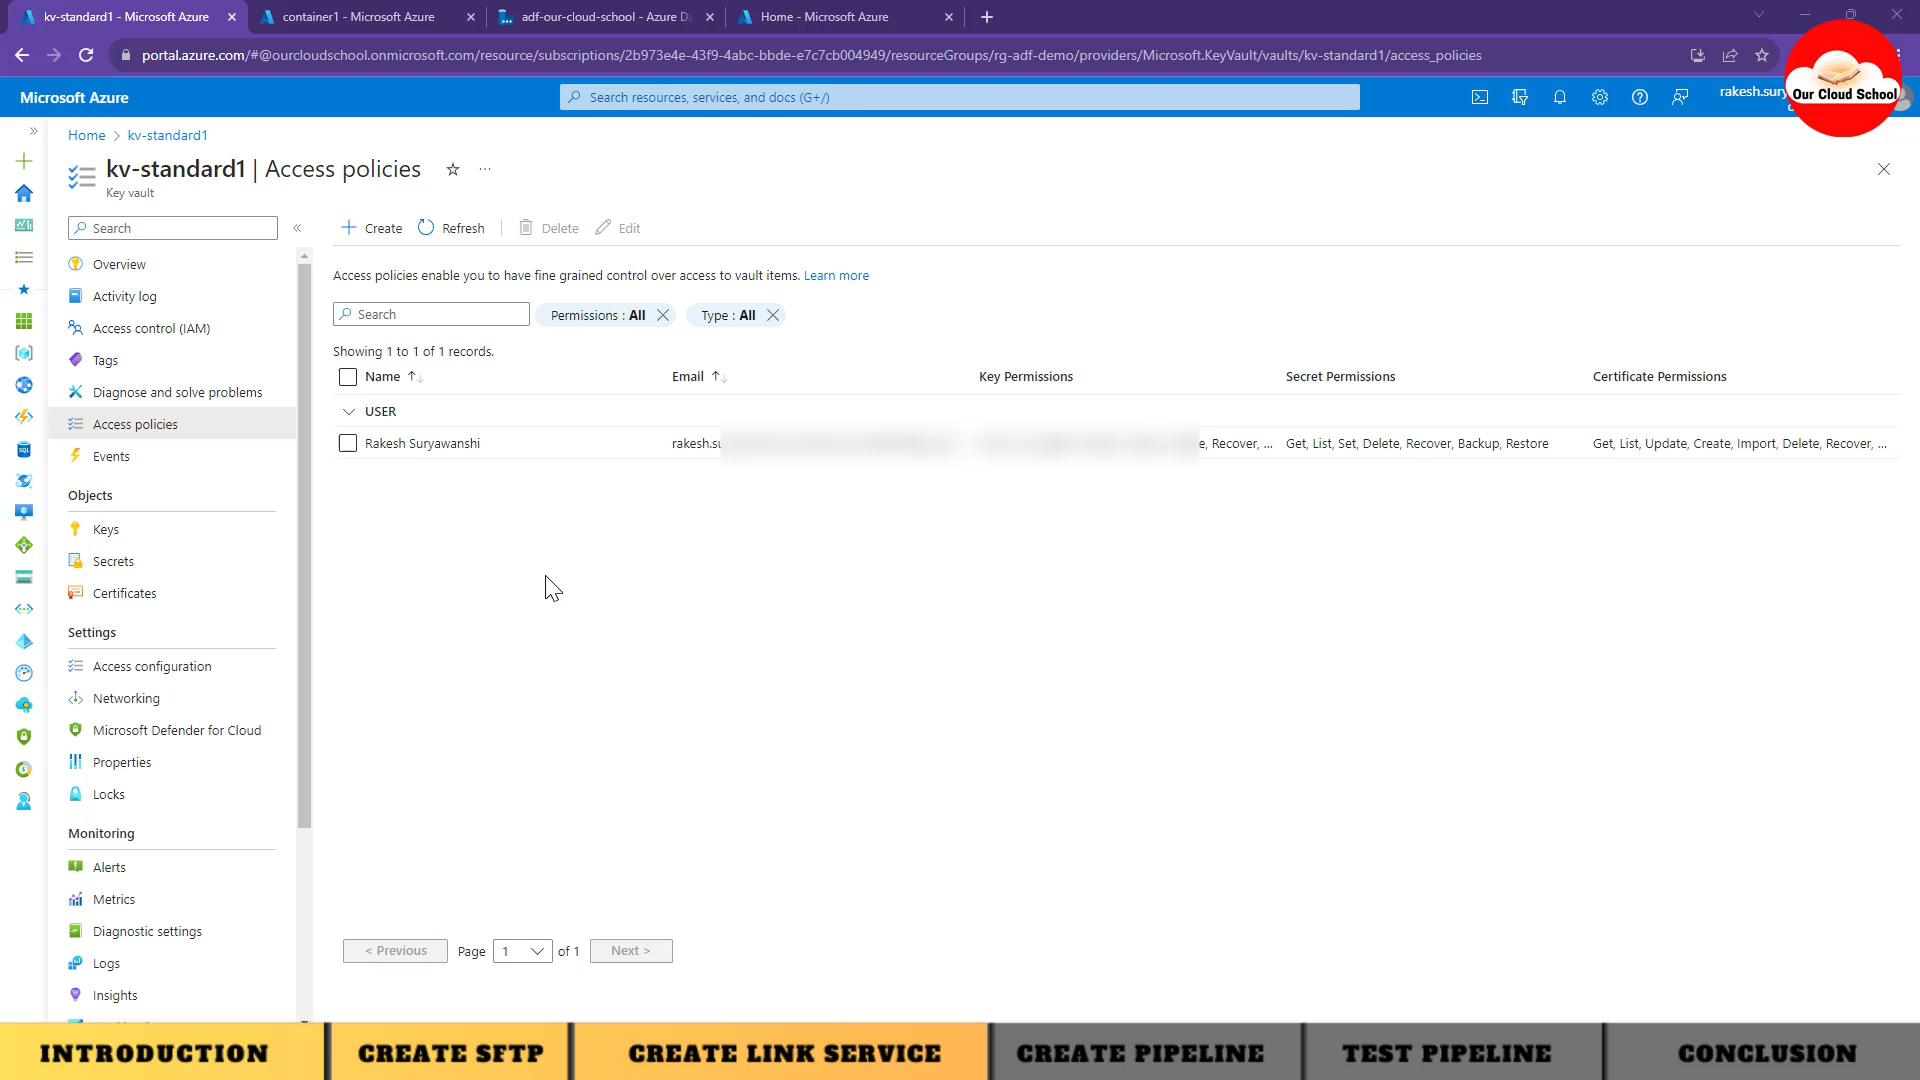 kv-standard1 - Microsoft Azure
container1 - Microsoft Azure
adf-our-cloud-school - Azure Da
Home - Microsoft Azure
portal.azure.com/#@ourcloudschool.onmicrosoft.com/resource/subscriptions/2b973e4e-43f9-4abc-bbde-e7c7cb004949/resourceGroups/rg-adf-demo/providers/Microsoft.KeyVault/vaults/kv-standard1/access_policies
Microsoft Azure
Search resources, services, and docs (G+/)
rakesh.sury
Our Cloud School
Home > kv-standard1
kv-standard1 | Access policies
Key vault
Search
Overview
Activity log
Access control (IAM)
Tags
Diagnose and solve problems
Access policies
Events
Objects
Keys
Secrets
Certificates
Settings
Access configuration
Networking
Microsoft Defender for Cloud
Properties
Locks
Monitoring
Alerts
Metrics
Diagnostic settings
Logs
Insights
Create Refresh Delete Edit
Access policies enable you to have fine grained control over access to vault items. Learn more
Search
Permissions : All
Type : All
Showing 1 to 1 of 1 records.
Name Email Key Permissions Secret Permissions Certificate Permissions
USER
Rakesh Suryawanshi rakesh.su e, Recover, ... Get, List, Set, Delete, Recover, Backup, Restore Get, List, Update, Create, Import, Delete, Recover, ...
< Previous Page 1 of 1 Next >
INTRODUCTION
CREATE SFTP
CREATE LINK SERVICE
CREATE PIPELINE
TEST PIPELINE
CONCLUSION